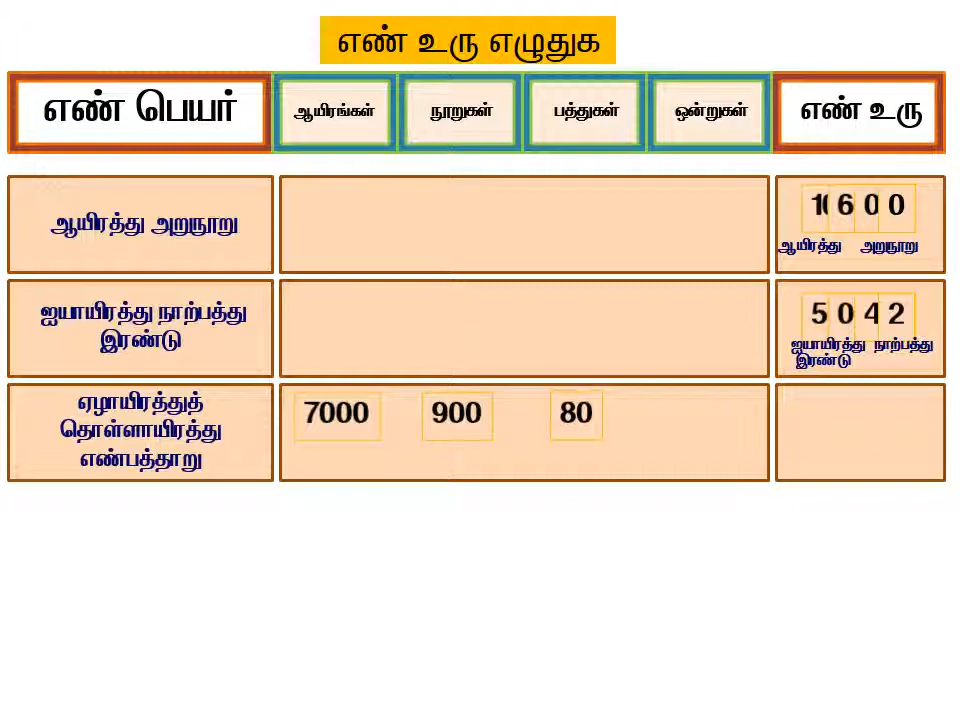 எண் உரு எழுதுக
எண் பெயர் ஆயிரங்கள் நூறுகள் பத்துகள் ஒன்றுகள் எண் உரு
ஆயிரத்து அறுநூறு
1 6 0 0
ஆயிரத்து அறுநூறு
ஐயாயிரத்து நாற்பத்து
இரண்டு
5 0 4 2
ஐயாயிரத்து நாற்பத்து
இரண்டு
ஏழாயிரத்துத்
தொள்ளாயிரத்து
எண்பத்தாறு
7000 900 80